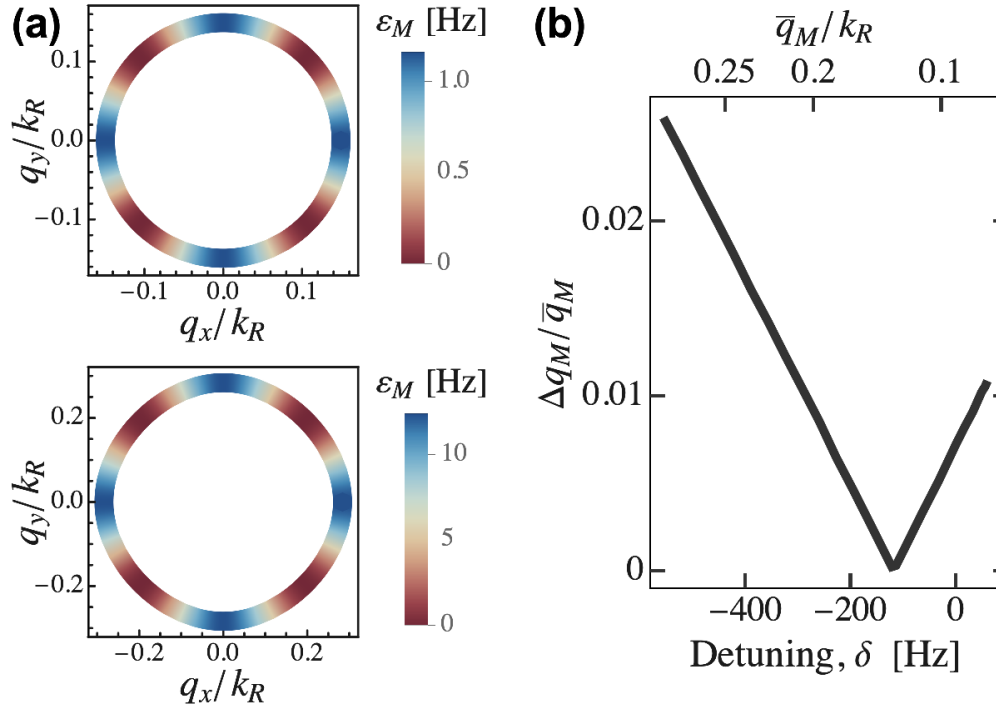 (a)
ε_M [Hz]
0.1
0.0
−0.1
q_y/k_R
−0.1
0.0
0.1
q_x/k_R
1.0
0.5
0
ε_M [Hz]
0.2
0.0
−0.2
q_y/k_R
−0.2
0.0
0.2
q_x/k_R
10
5
0
(b)
q̅_M/k_R
0.25
0.2
0.1
0.02
0.01
0
Δq_M/q̅_M
−400
−200
0
Detuning, δ [Hz]